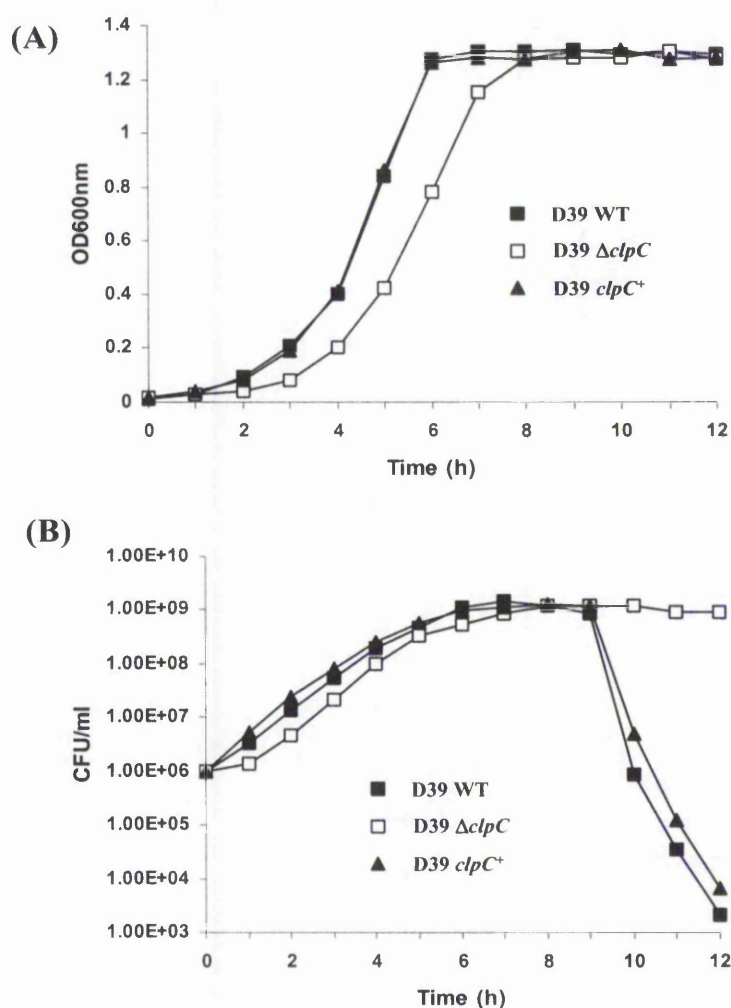 (A)
1.4
1.2
1
0.8
0.6
0.4
0.2
0
OD600nm
D39 WT
D39 ΔclpC
D39 clpC⁺
0 2 4 6 8 10 12
Time (h)
(B)
1.00E+10
1.00E+09
1.00E+08
1.00E+07
1.00E+06
1.00E+05
1.00E+04
1.00E+03
CFU/ml
D39 WT
D39 ΔclpC
D39 clpC⁺
0 2 4 6 8 10 12
Time (h)